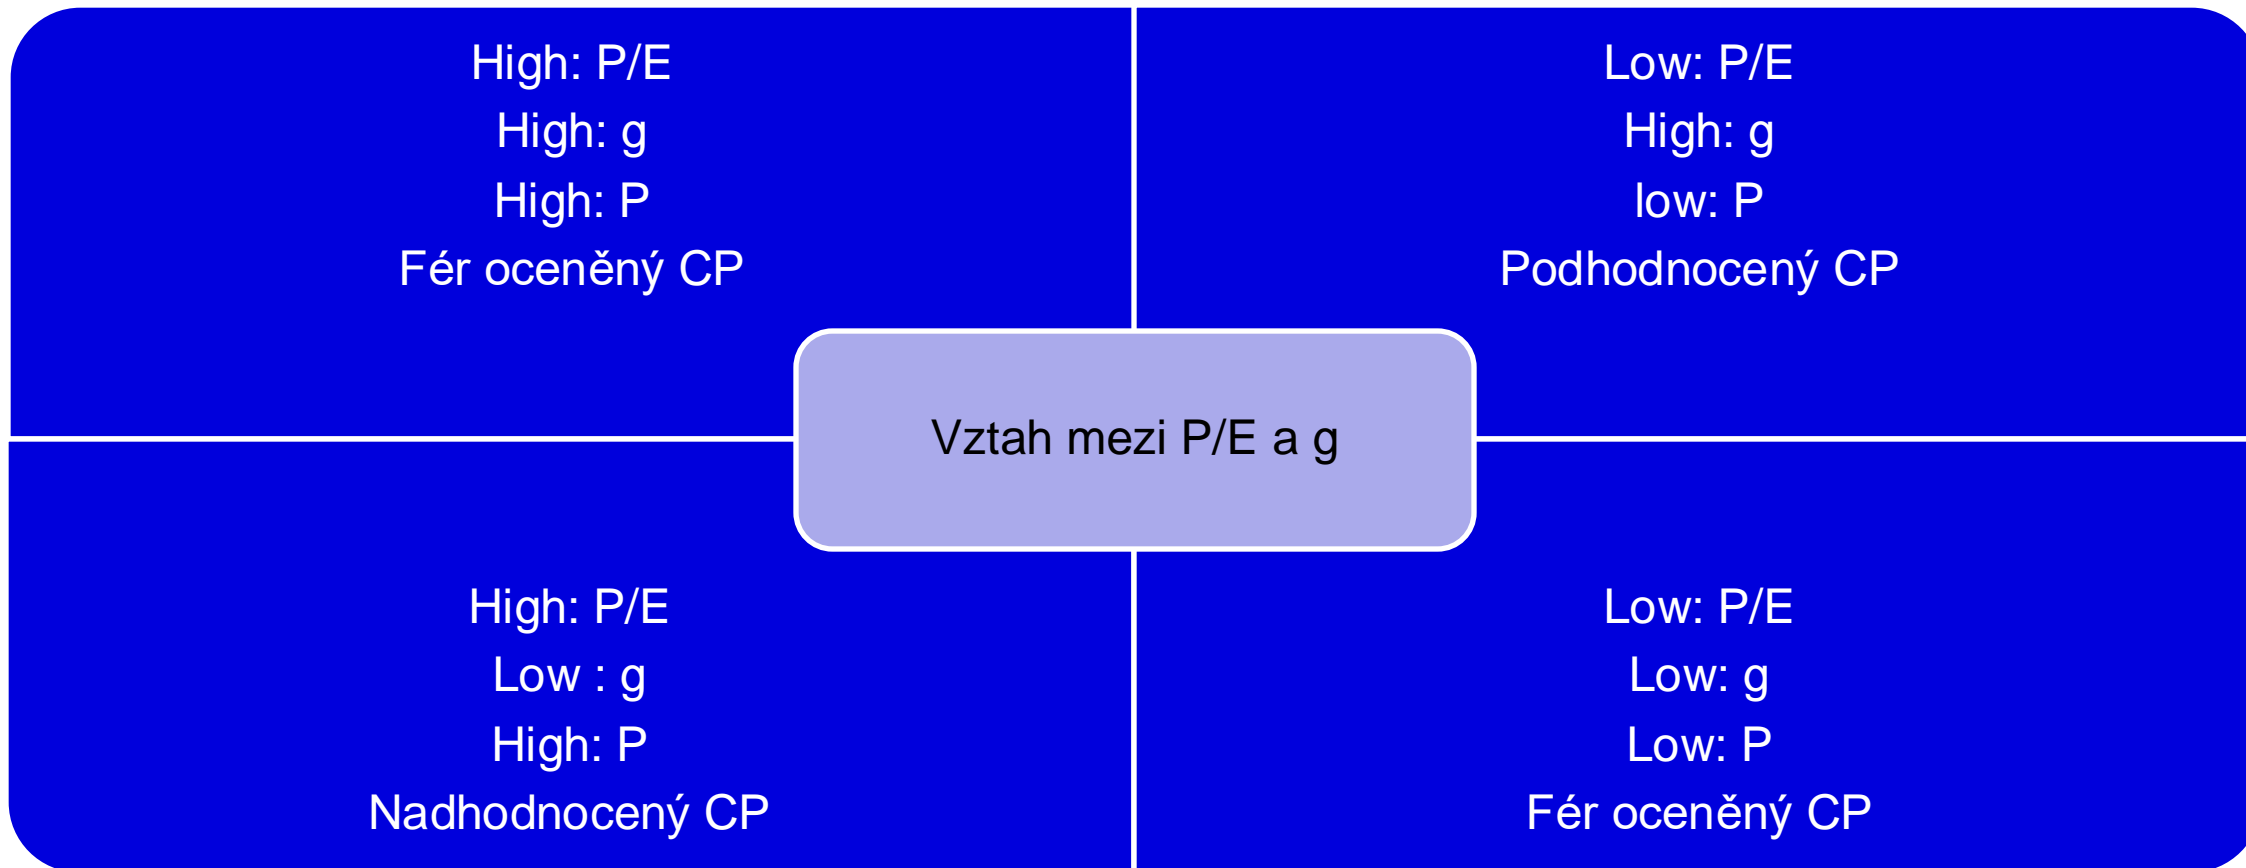 High: P/E
High: g
High: P
Fér oceněný CP
Low: P/E
High: g
low: P
Podhodnocený CP
Vztah mezi P/E a g
High: P/E
Low : g
High: P
Nadhodnocený CP
Low: P/E
Low: g
Low: P
Fér oceněný CP